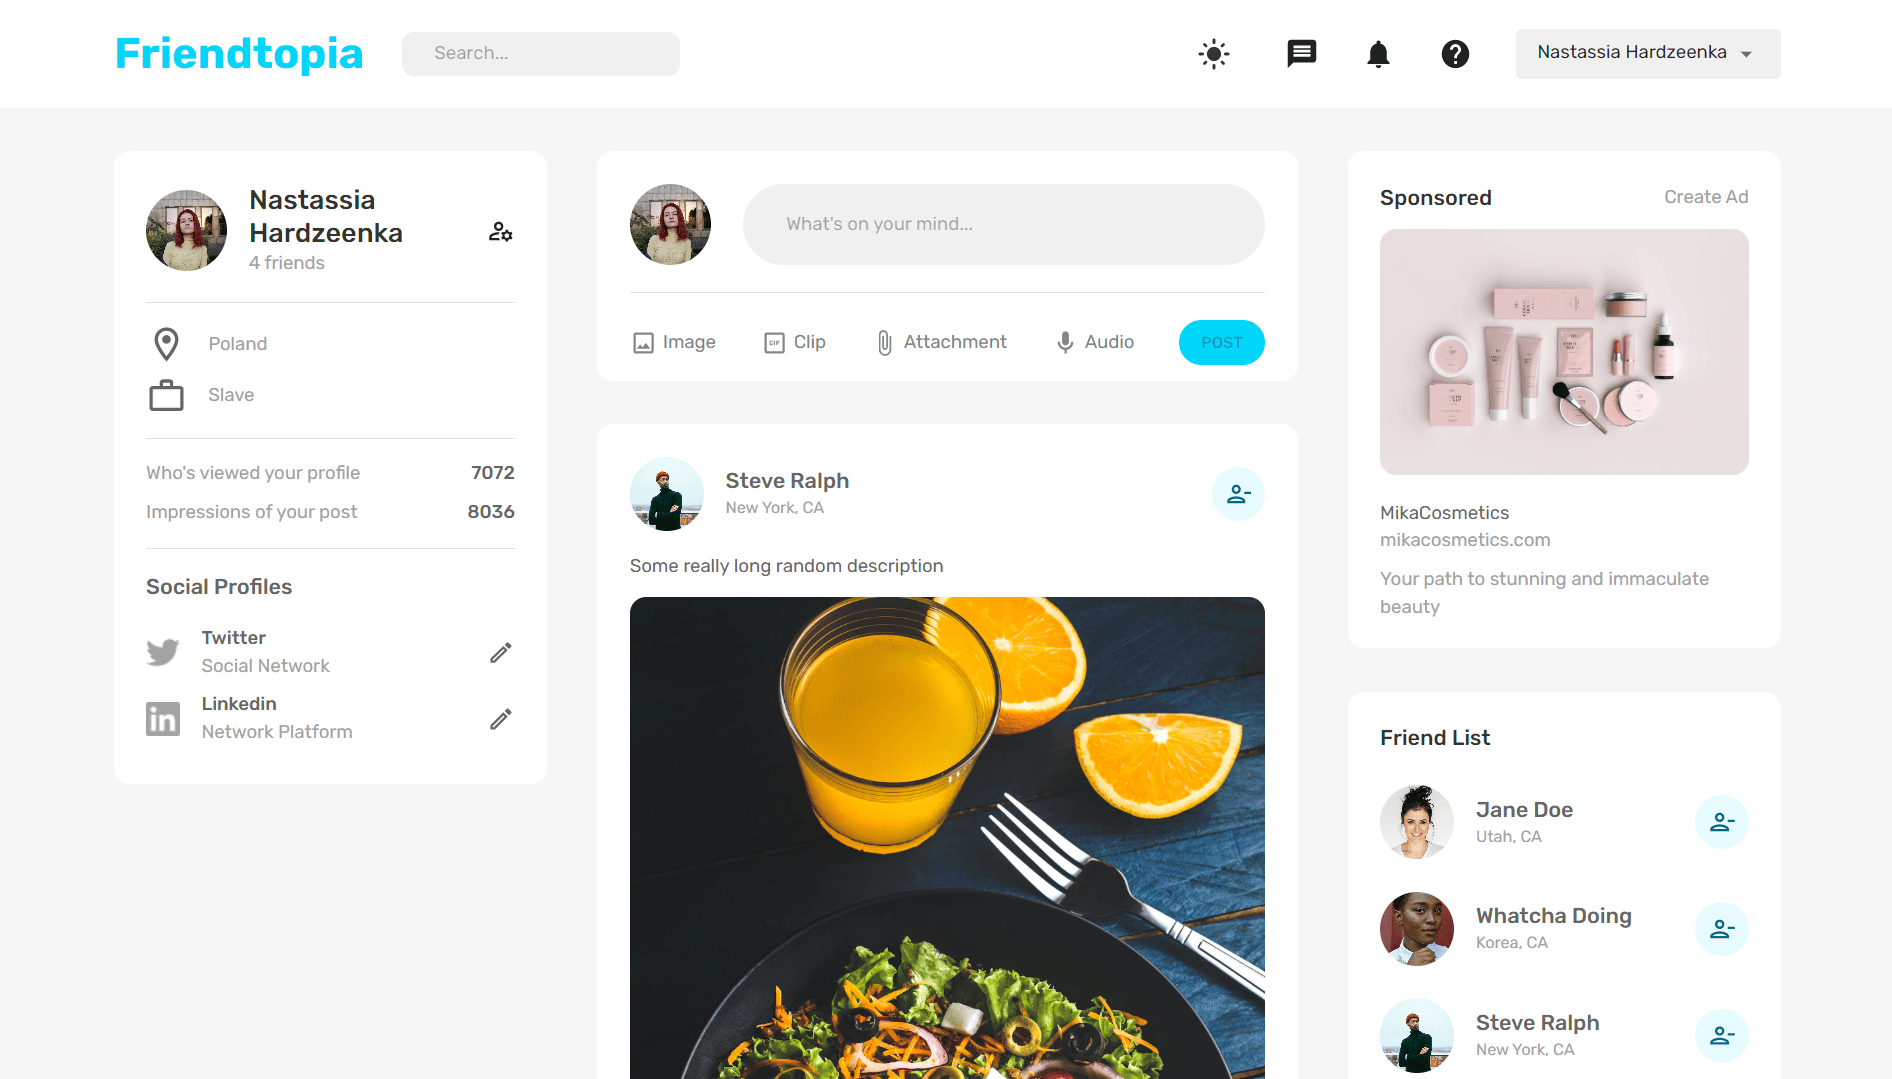 Friendtopia
Search...
Nastassia Hardzeenka
Nastassia
Hardzeenka
4 friends
Poland
Slave
Who's viewed your profile 7072
Impressions of your post 8036
Social Profiles
Twitter
Social Network
Linkedin
Network Platform
What's on your mind...
Image Clip Attachment Audio POST
Steve Ralph
New York, CA
Some really long random description
Sponsored Create Ad
MikaCosmetics
mikacosmetics.com
Your path to stunning and immaculate
beauty
Friend List
Jane Doe
Utah, CA
Whatcha Doing
Korea, CA
Steve Ralph
New York, CA